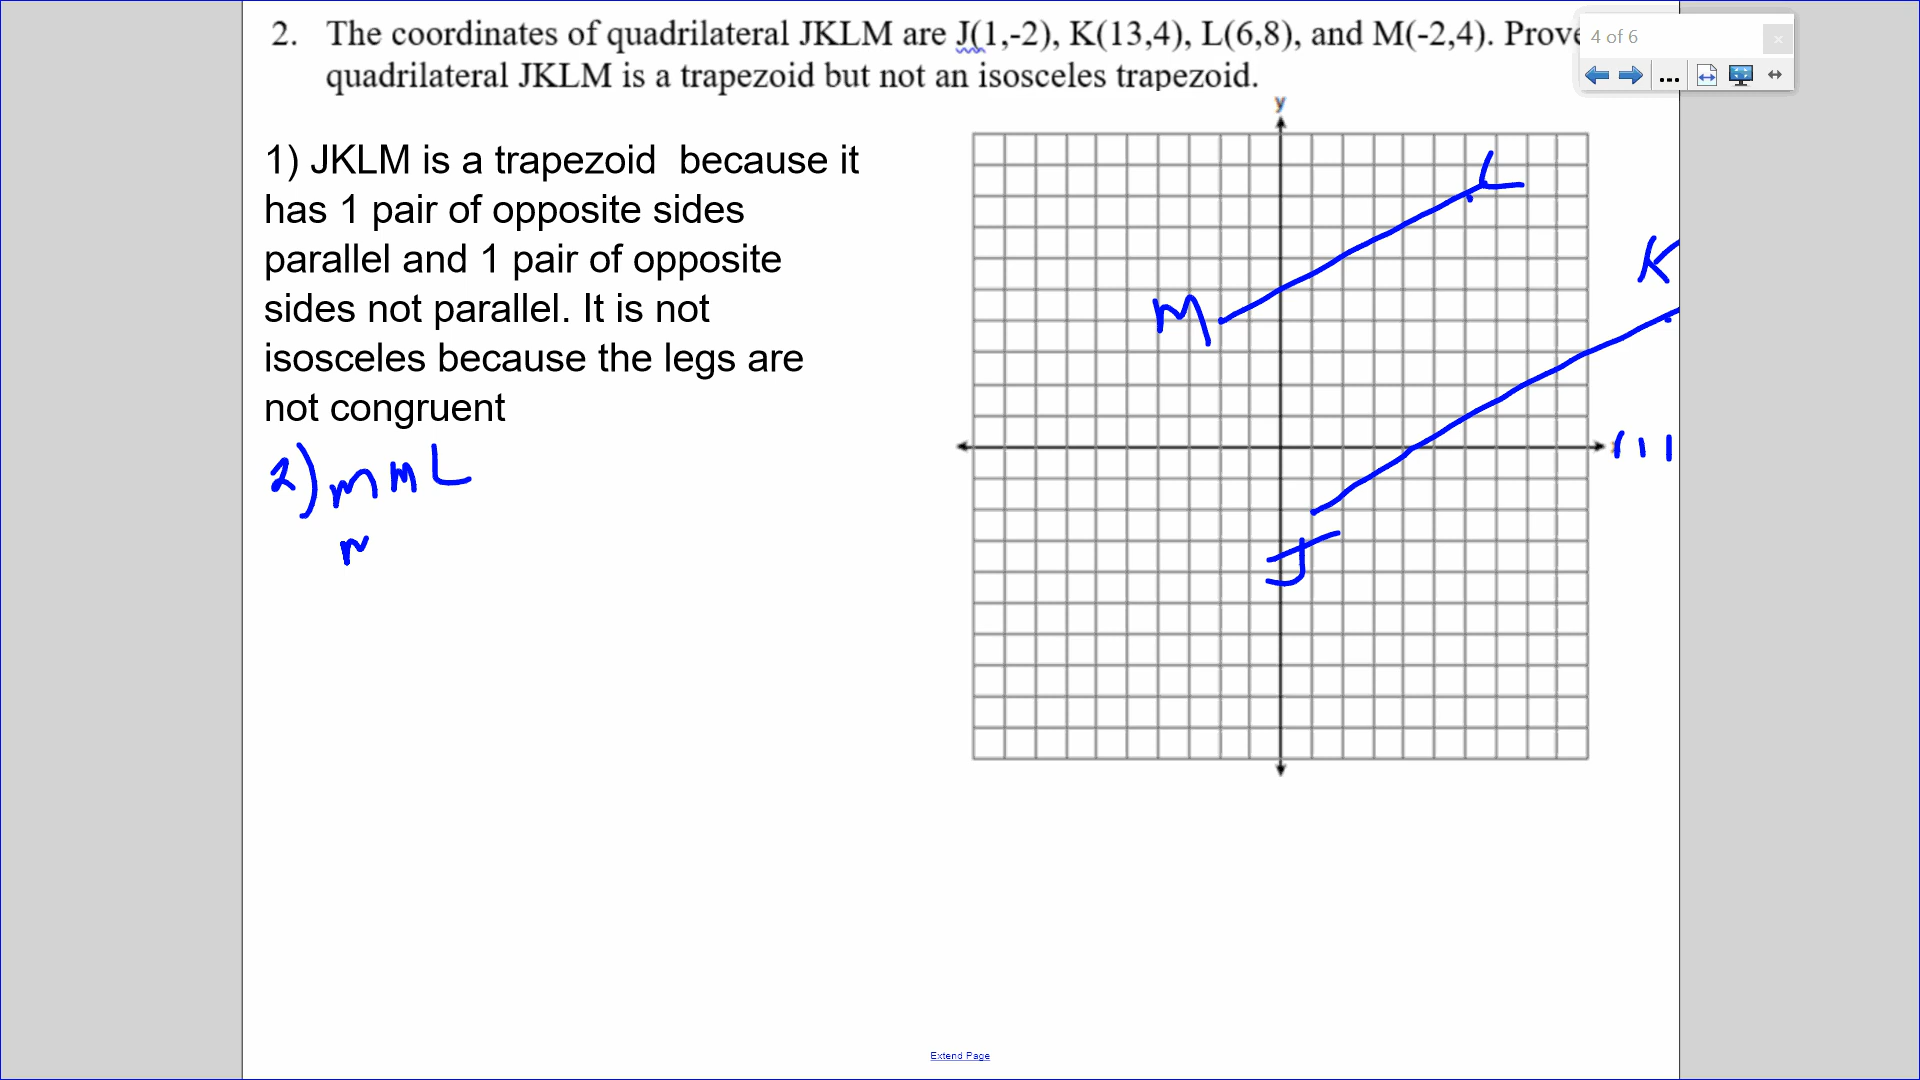 2. The coordinates of quadrilateral JKLM are J(1,-2), K(13,4), L(6,8), and M(-2,4). Prove
quadrilateral JKLM is a trapezoid but not an isosceles trapezoid.
4 of 6
y
1) JKLM is a trapezoid because it
has 1 pair of opposite sides
parallel and 1 pair of opposite
sides not parallel. It is not
isosceles because the legs are
not congruent
2) m ML
L
K
M
J
Extend Page